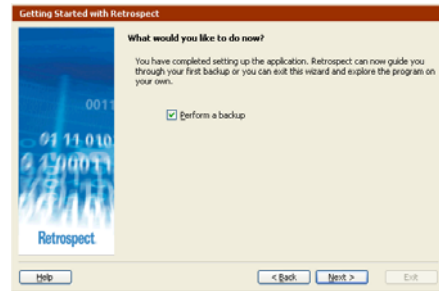 Getting Started with Retrospect
What would you like to do now?
You have completed setting up the application. Retrospect can now guide you
through your first backup or you can exit this wizard and explore the program on
your own.
Perform a backup
0011
01 11 010
Retrospect
Help
< Back
Next >
Exit